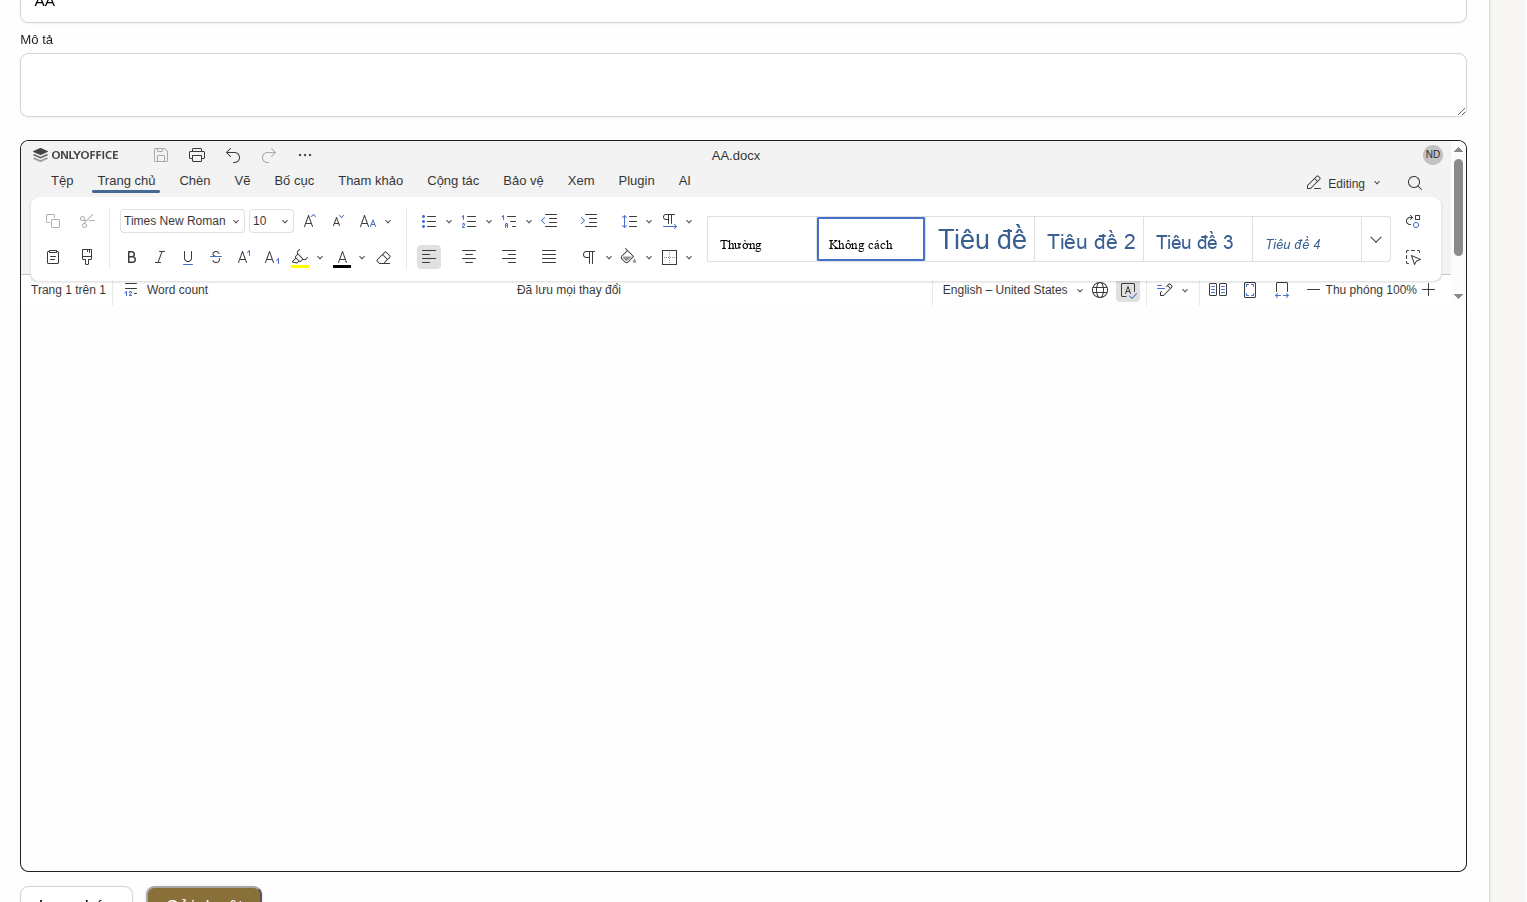 AA
Mô tả
ONLYOFFICE
AA.docx
ND
Tệp Trang chủ Chèn Vẽ Bố cục Tham khảo Cộng tác Bảo vệ Xem Plugin AI
Editing
Times New Roman 10
Thường Không cách Tiêu đề Tiêu đề 2 Tiêu đề 3 Tiêu đề 4
Trang 1 trên 1 Word count Đã lưu mọi thay đổi English – United States Thu phóng 100%